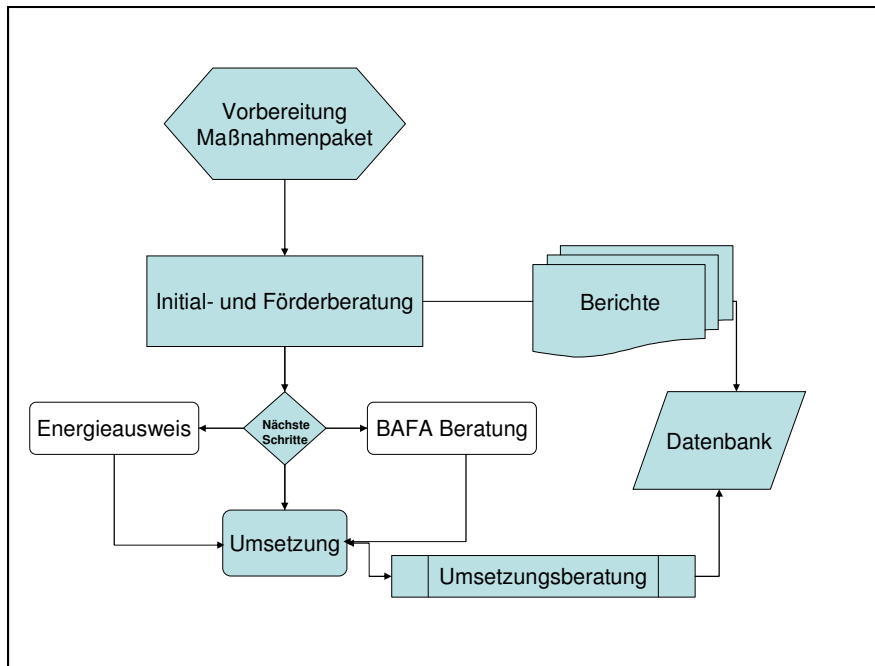 Vorbereitung
Maßnahmenpaket
Initial- und Förderberatung
Berichte
Energieausweis
Nächste
Schritte
BAFA Beratung
Datenbank
Umsetzung
Umsetzungsberatung